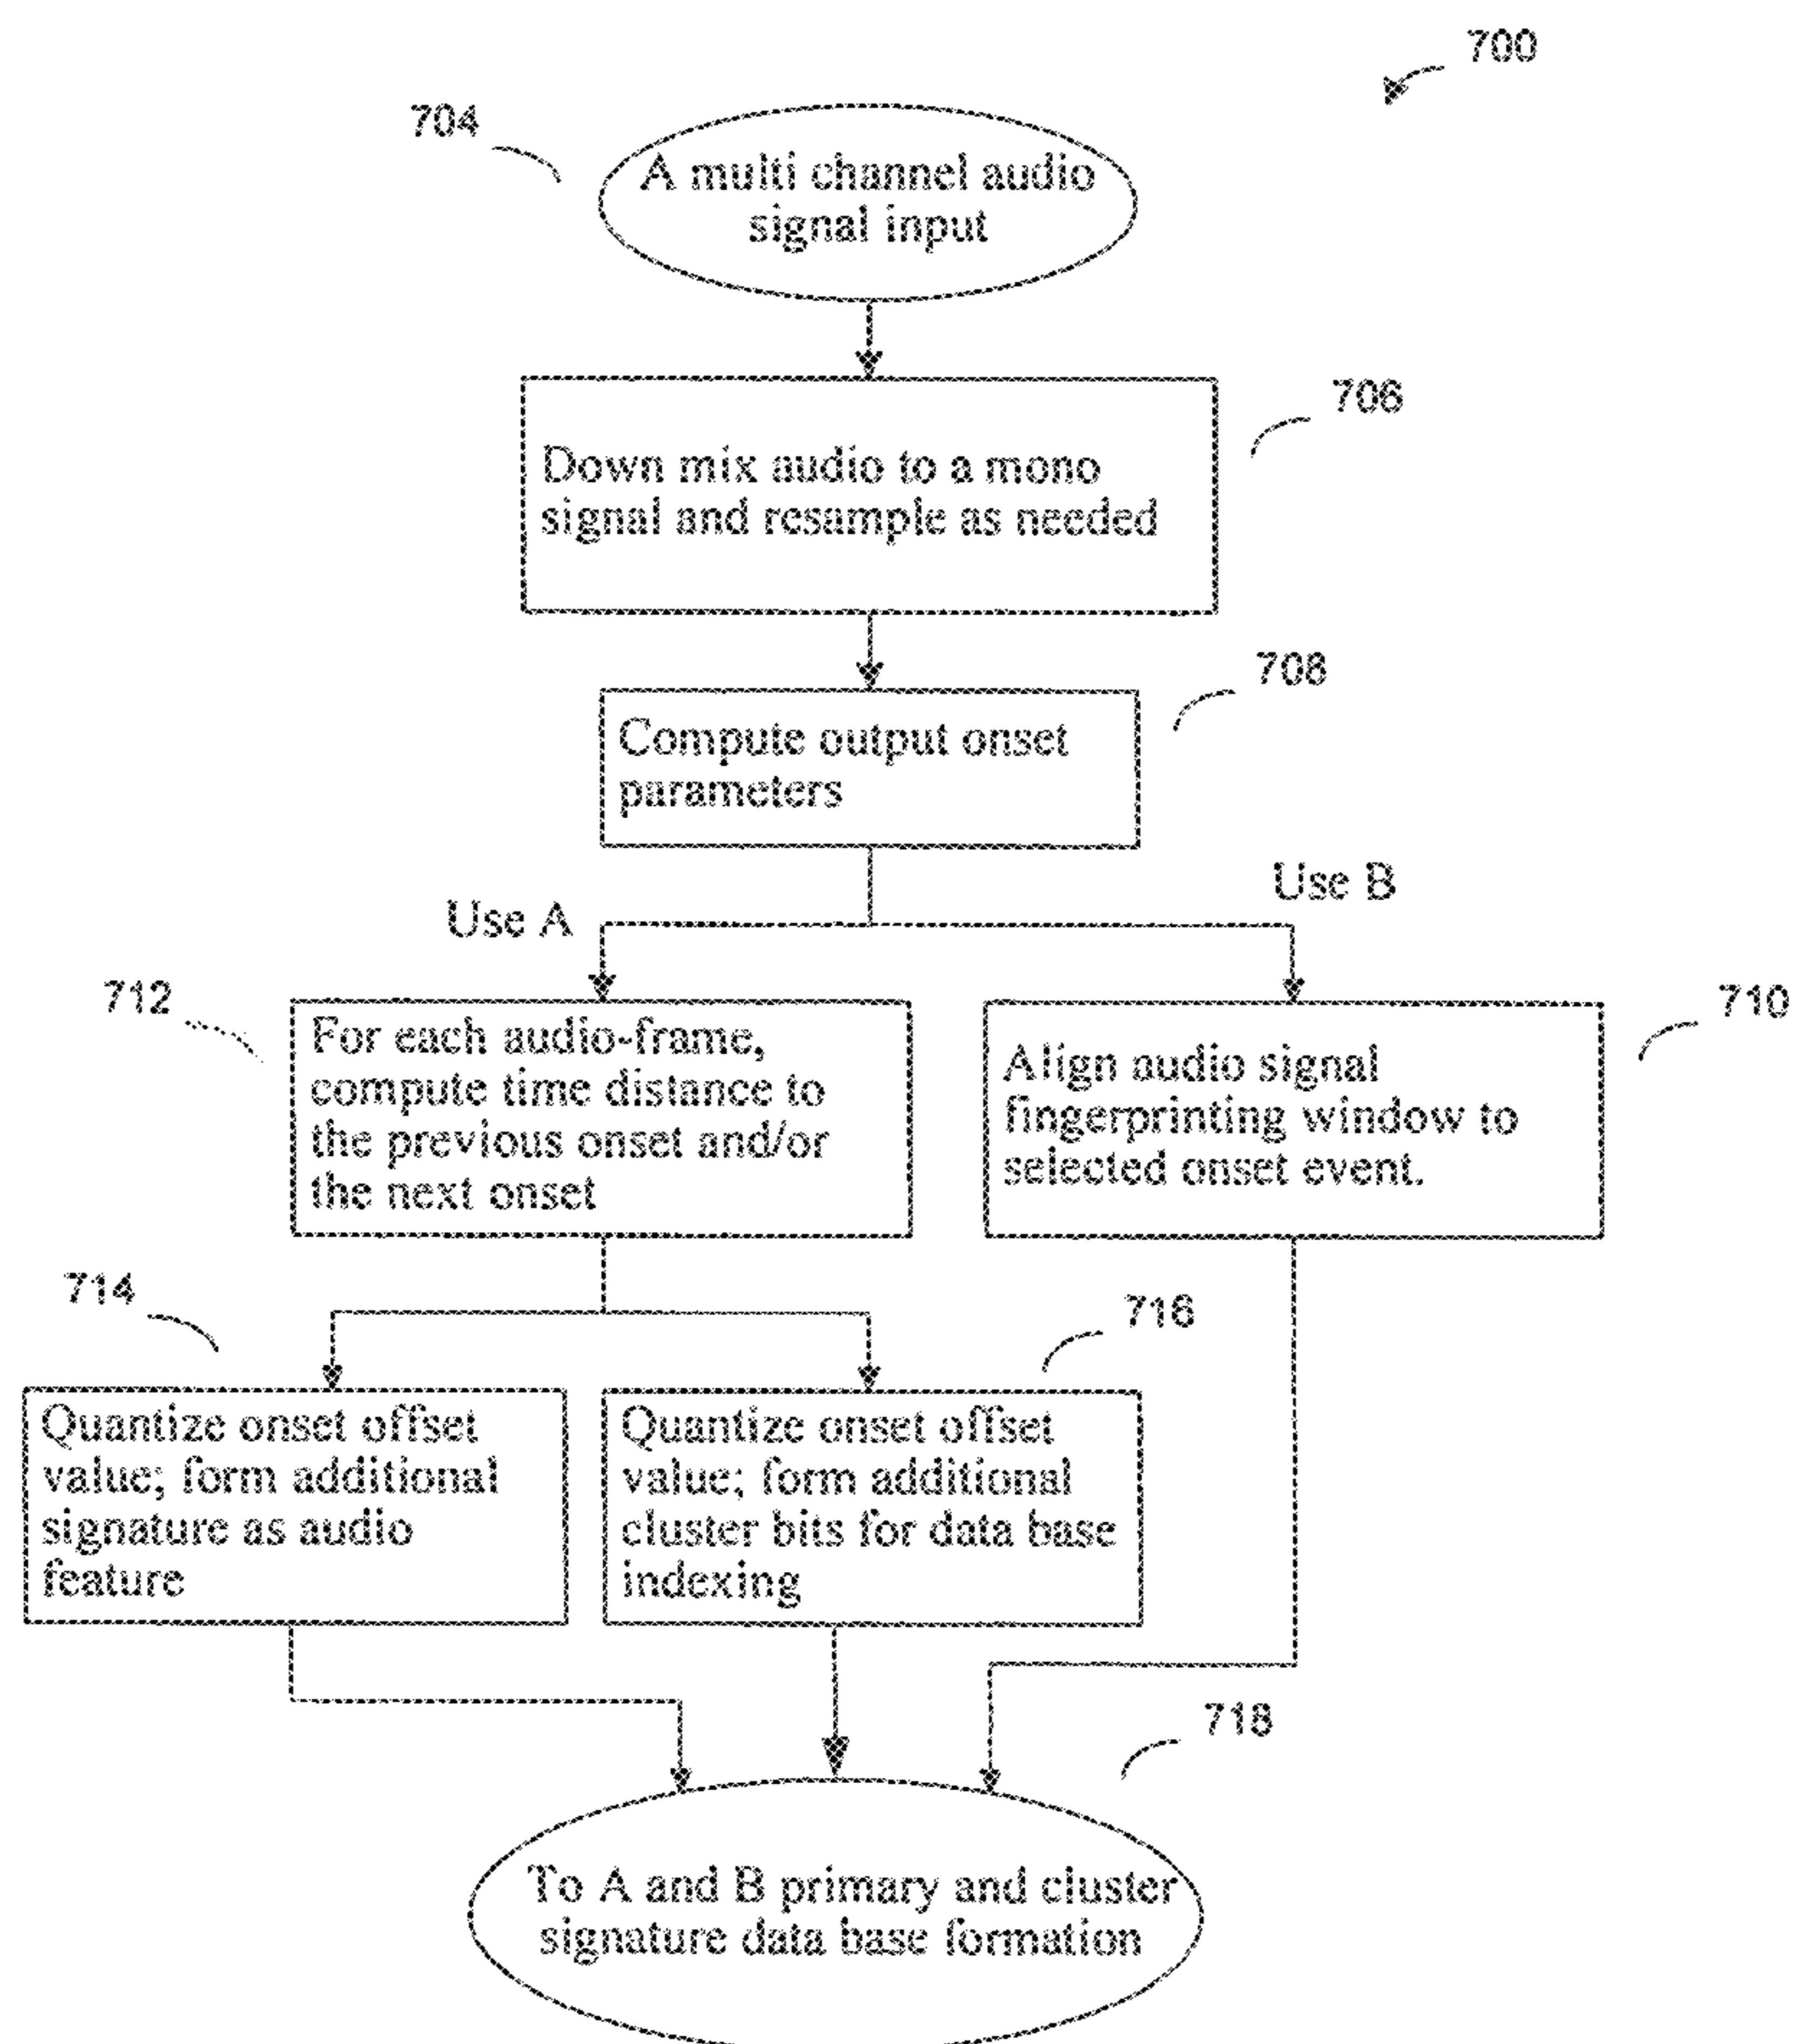 700
704
A multi channel audio
signal input
706
Down mix audio to a mono
signal and resample as needed
708
Compute output onset
parameters
Use A
Use B
712
For each audio-frame,
compute time distance to
the previous onset and/or
the next onset
710
Align audio signal
fingerprinting window to
selected onset event.
714
Quantize onset offset
value; form additional
signature as audio
feature
716
Quantize onset offset
value; form additional
cluster bits for data base
indexing
718
To A and B primary and cluster
signature data base formation